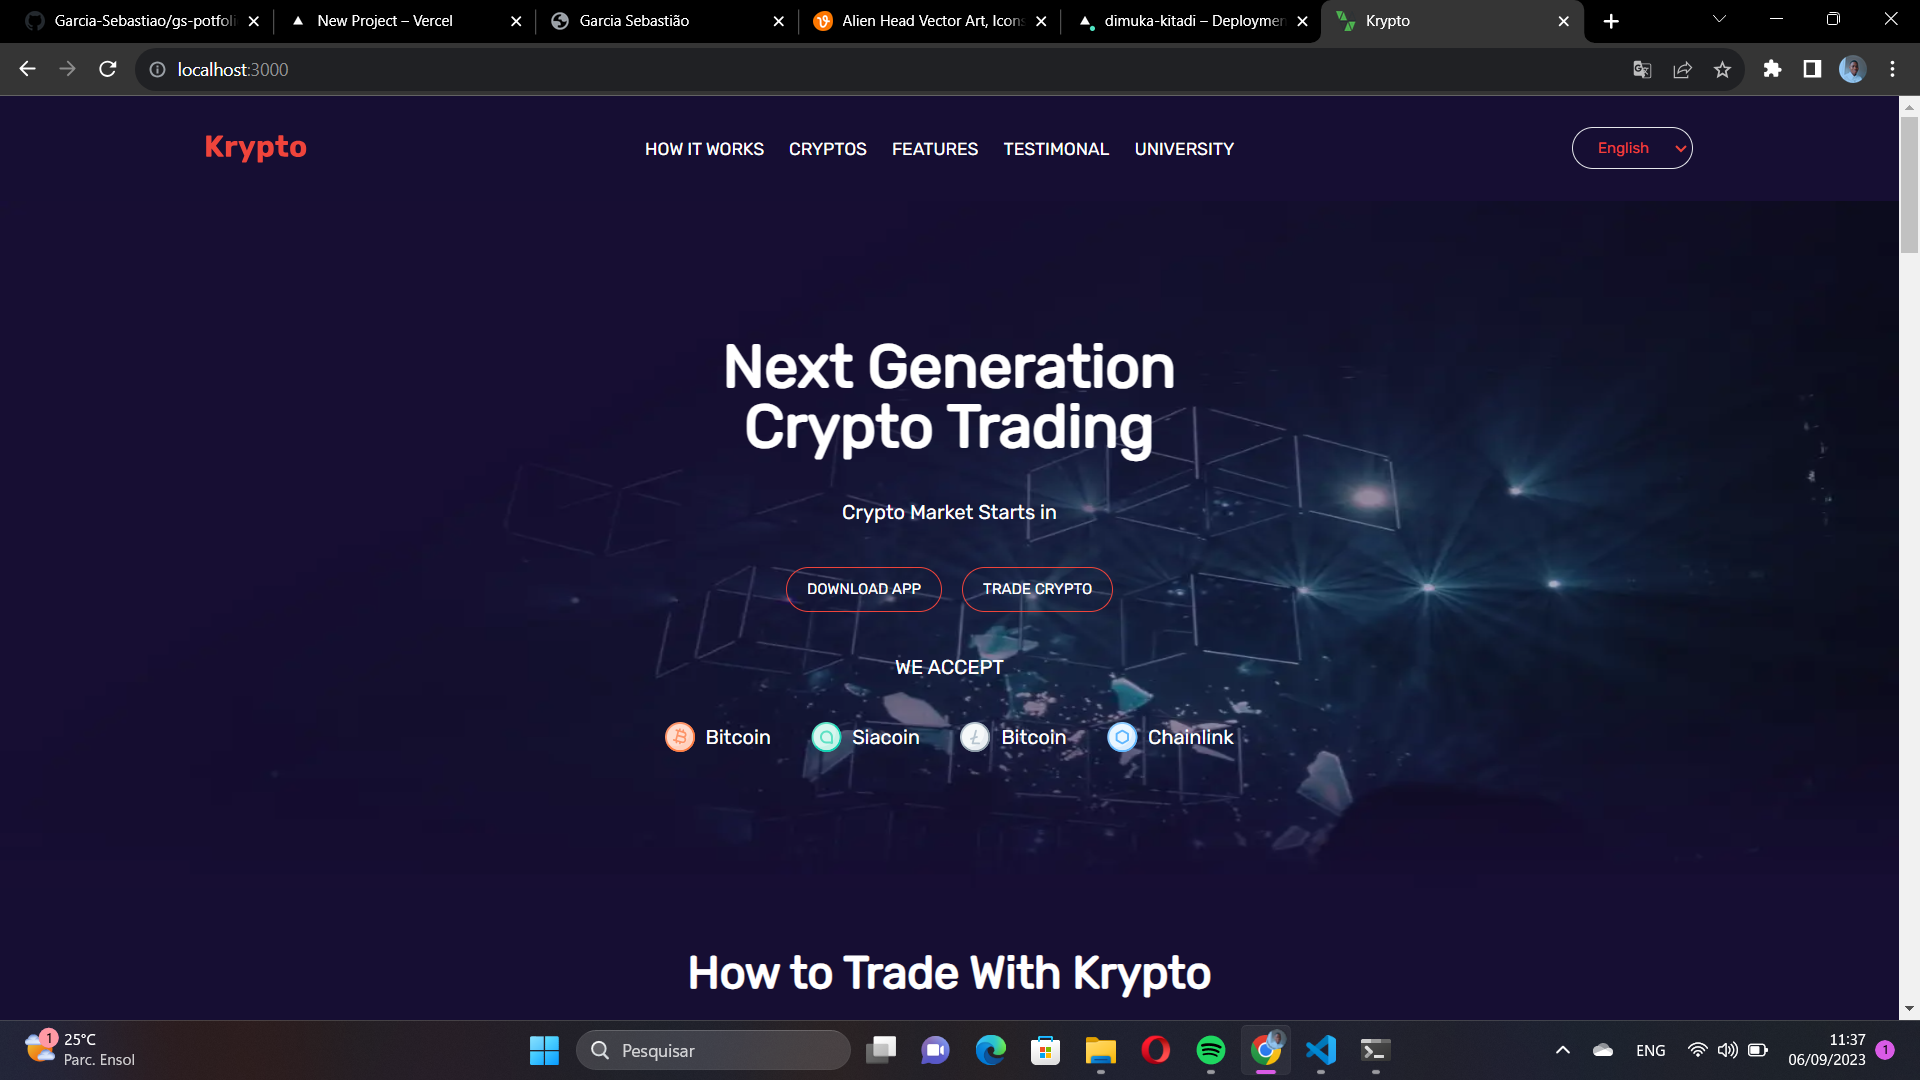 Garcia-Sebastiao/gs-potfoli
New Project – Vercel
Garcia Sebastião
Alien Head Vector Art, Icons
dimuka-kitadi – Deploymen
Krypto
localhost:3000
Krypto
HOW IT WORKS
CRYPTOS
FEATURES
TESTIMONAL
UNIVERSITY
English
Next Generation
Crypto Trading
Crypto Market Starts in
DOWNLOAD APP
TRADE CRYPTO
WE ACCEPT
Bitcoin
Siacoin
Bitcoin
Chainlink
How to Trade With Krypto
1
25°C
Parc. Ensol
Pesquisar
ENG
11:37
06/09/2023
1